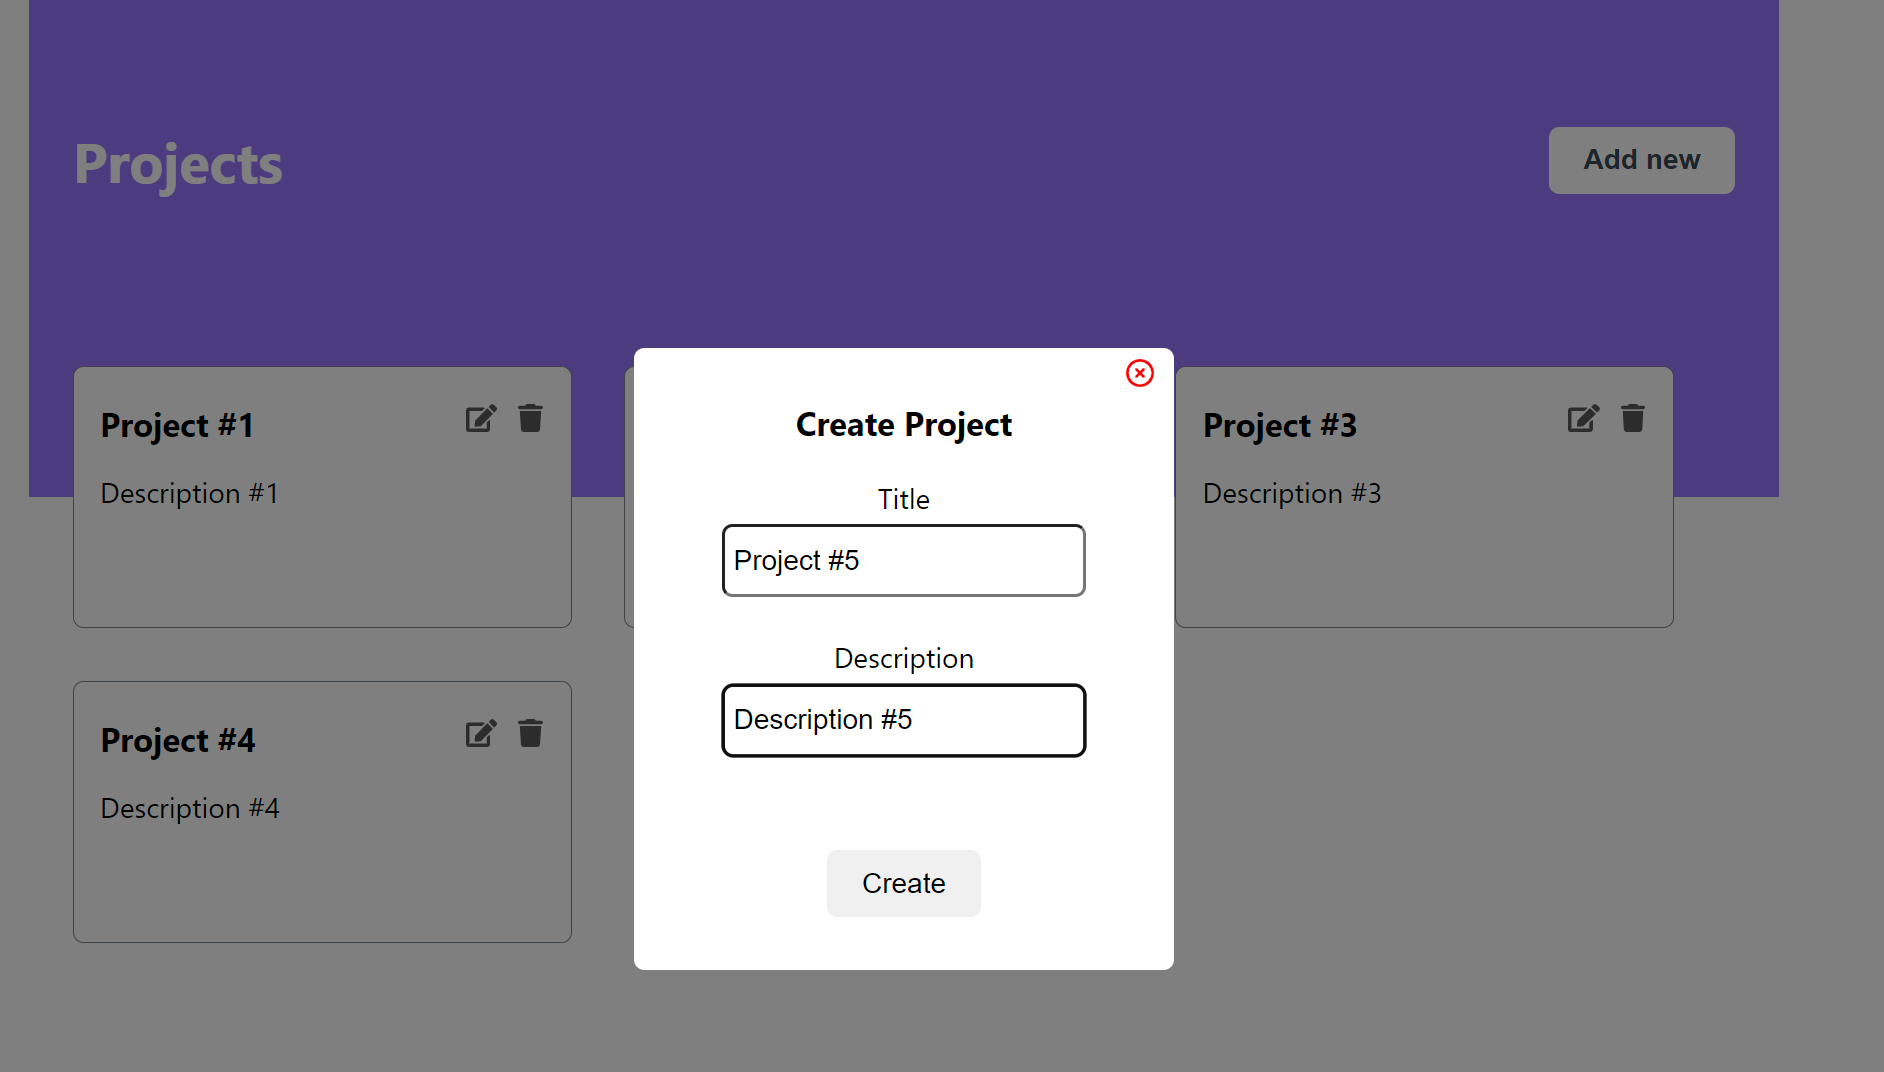 Projects
Add new
Project #1
Description #1
Create Project
Title
Project #5
Description
Description #5
Create
Project #3
Description #3
Project #4
Description #4